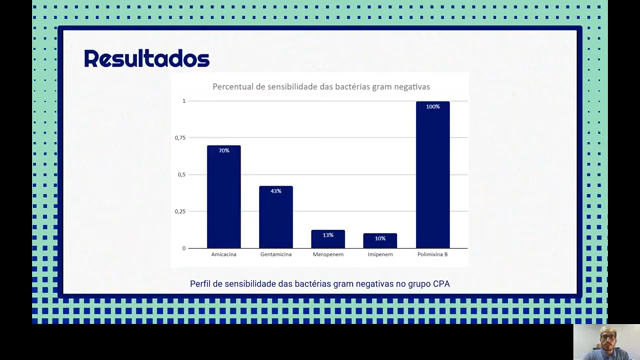 Resultados
Percentual de sensibilidade das bactérias gram negativas
1
0,75
0,5
0,25
0
70%
43%
13%
10%
100%
Amicacina Gentamicina Meropenem Imipenem Polimixina B
Perfil de sensibilidade das bactérias gram negativas no grupo CPA